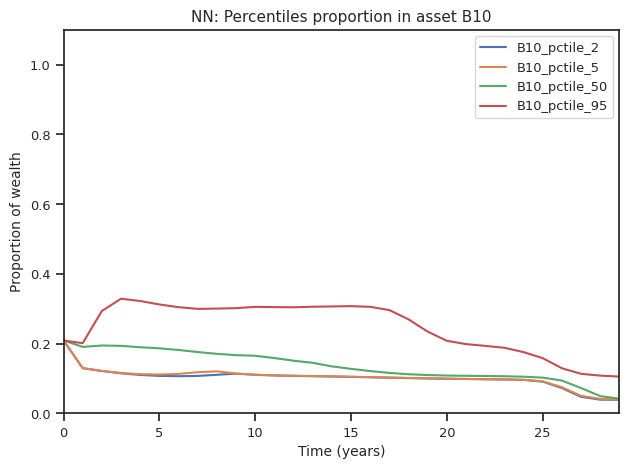 NN: Percentiles proportion in asset B10
B10_pctile_2
B10_pctile_5
B10_pctile_50
B10_pctile_95
1.0
0.8
0.6
0.4
0.2
0.0
Proportion of wealth
0
5
10
15
20
25
Time (years)